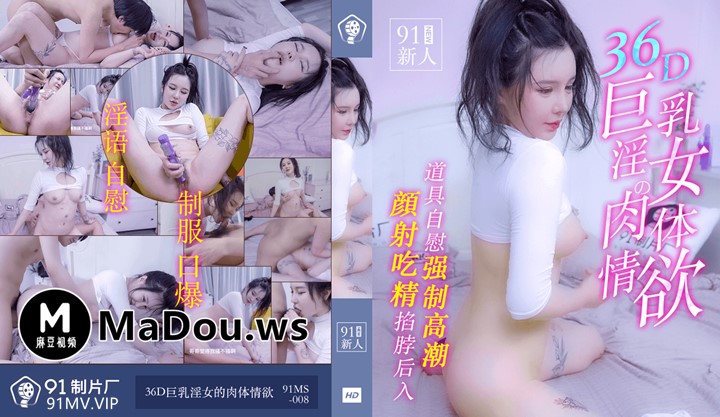 淫语 自慰
制服 口爆
M
麻豆视频
MaDou.ws
91 制片厂
91MV.VIP
36D巨乳淫女的肉体情欲
91MS
-008
91 NEW
新人
HD
91 NEW
新人
36D
巨乳
淫女
の
肉体
情欲
道具自慰强制高潮
颜射吃精掐脖后入